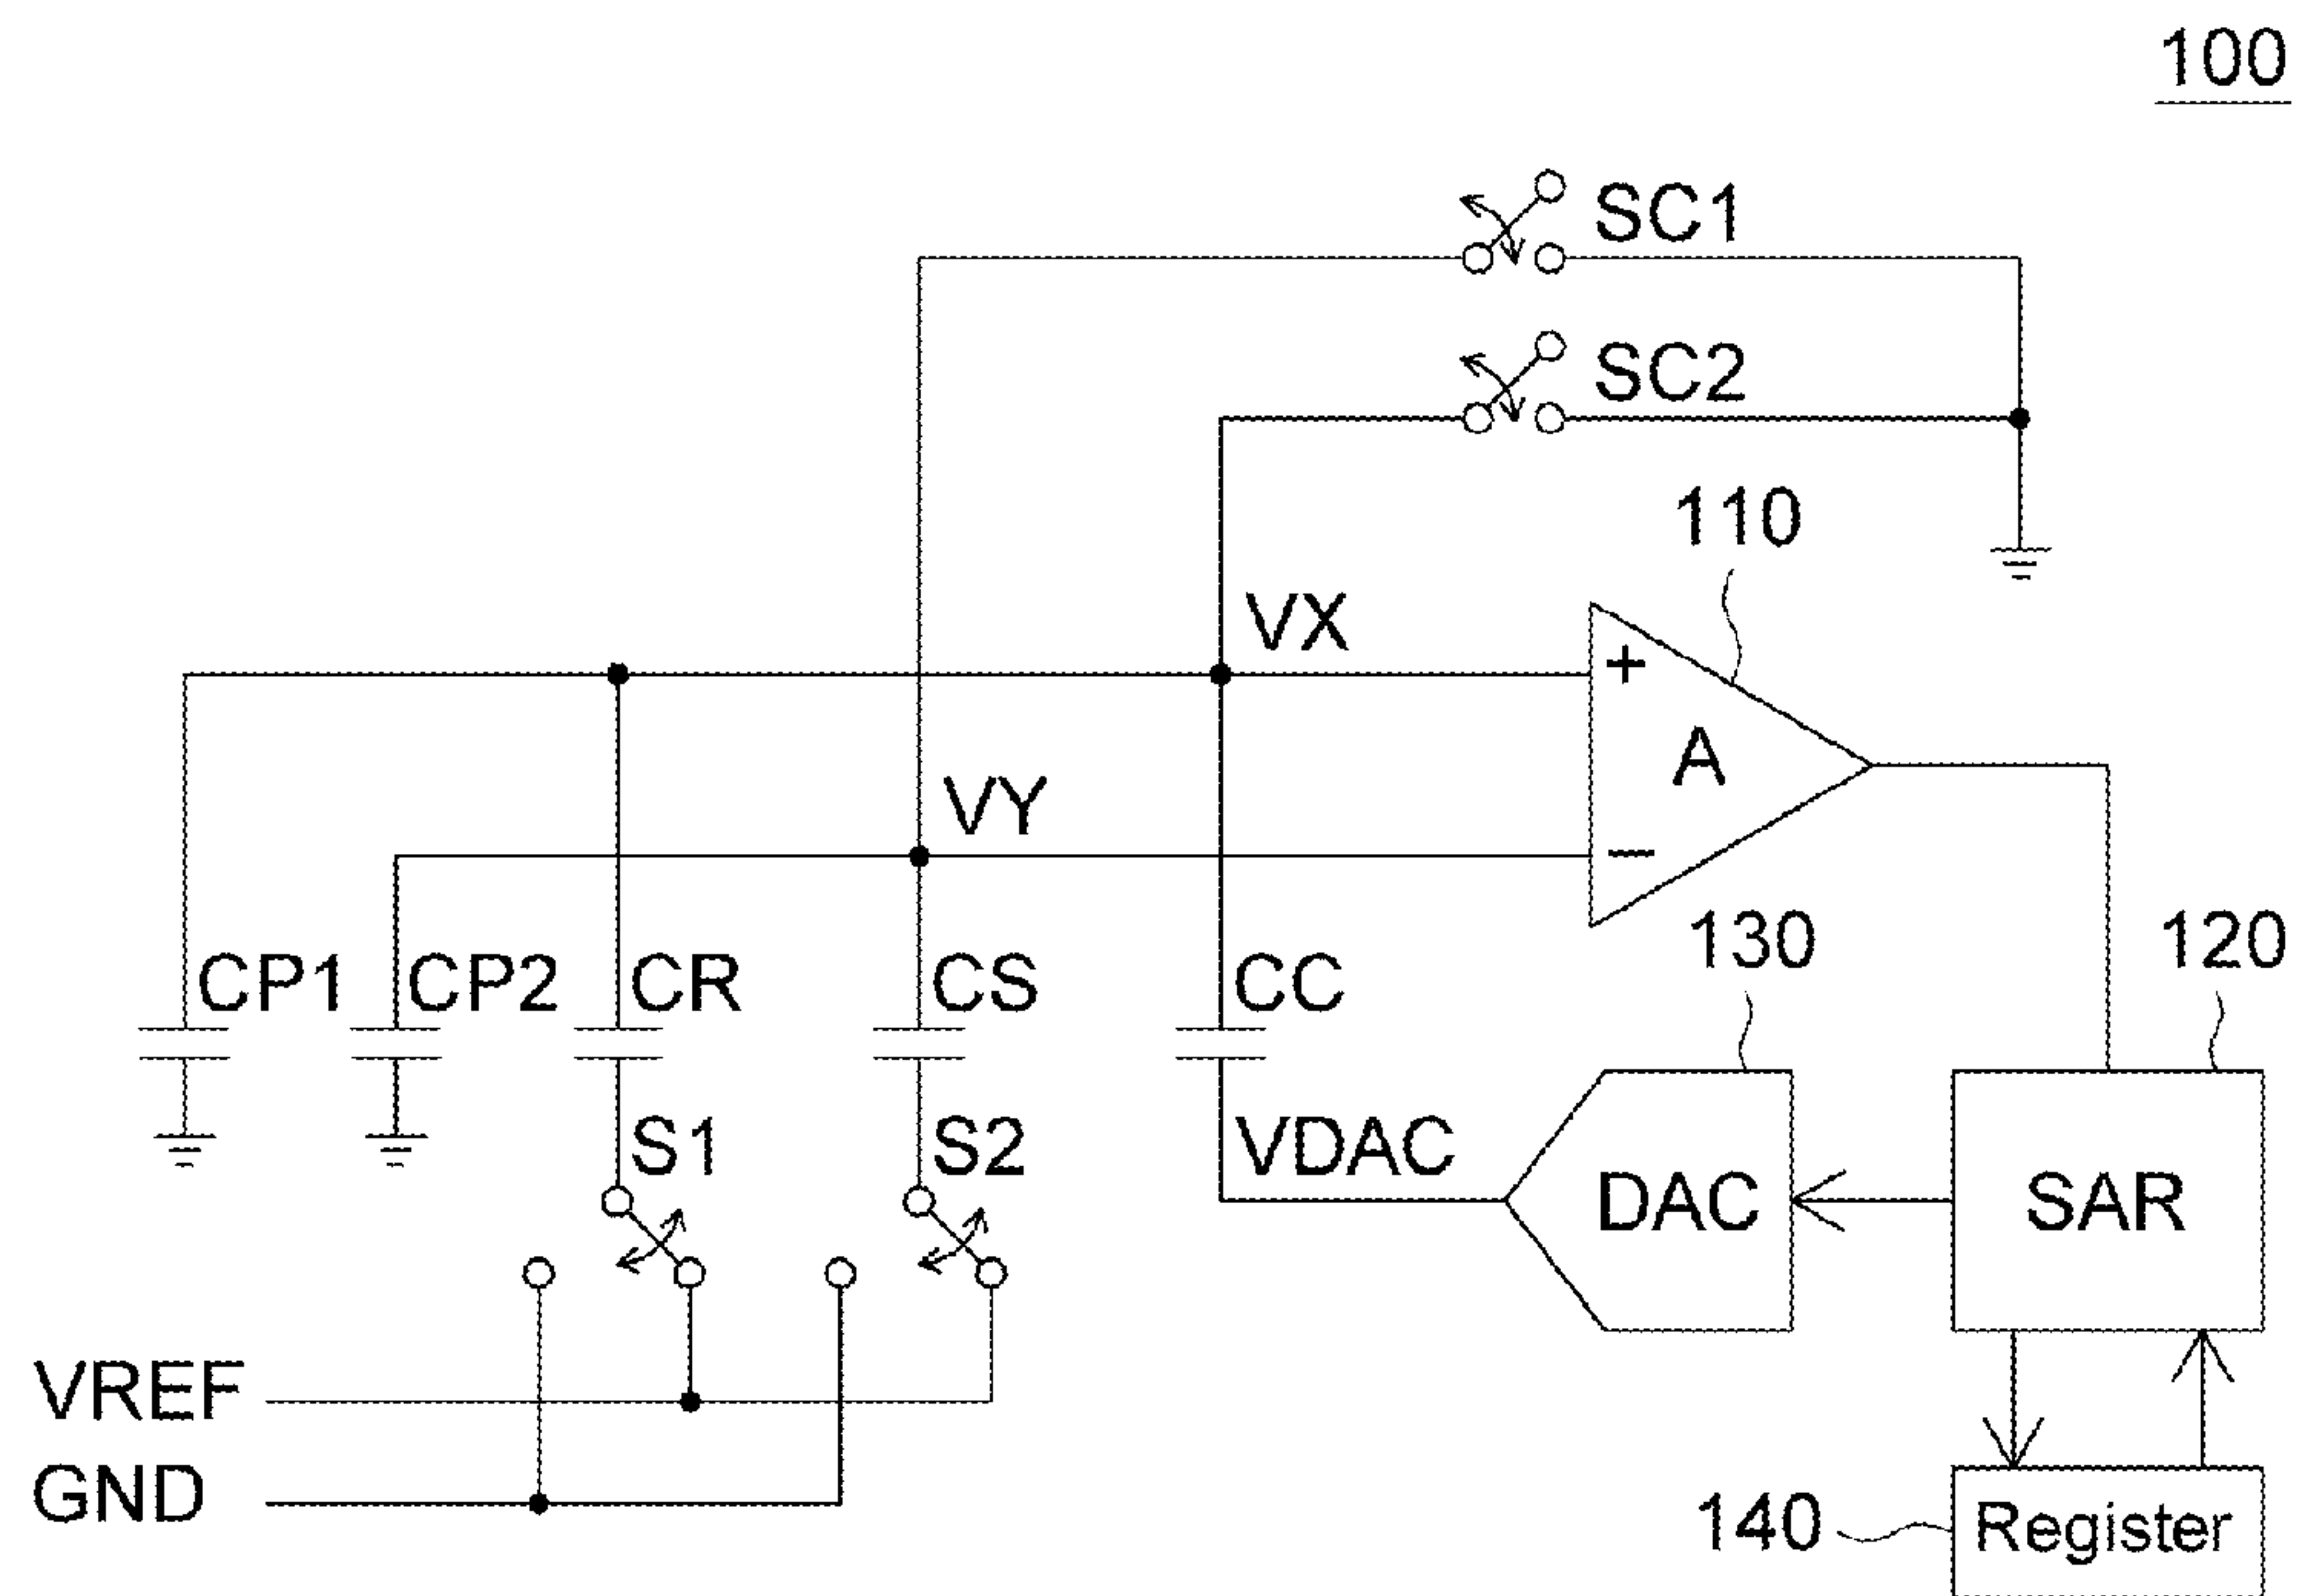 100
SC1
SC2
110
VX
+
A
VY
−
130
120
CP1 CP2 CR CS CC
S1 S2 VDAC
DAC SAR
VREF
GND
140 Register